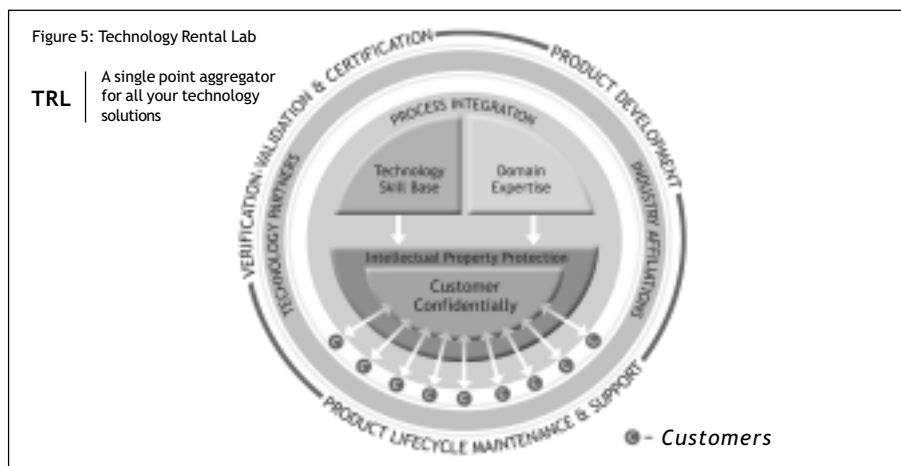 Figure 5: Technology Rental Lab
TRL
A single point aggregator
for all your technology
solutions
VERIFICATION-VALIDATION & CERTIFICATION
PRODUCT DEVELOPMENT
TECHNOLOGY PARTNERS
PROCESS INTEGRATION
INDUSTRY AFFILIATIONS
Technology
Skill Base
Domain
Expertise
Intellectual Property Protection
Customer
Confidentially
C
C
C
C
C
C
C
C
C
PRODUCT LIFECYCLE MAINTENANCE & SUPPORT
C - Customers